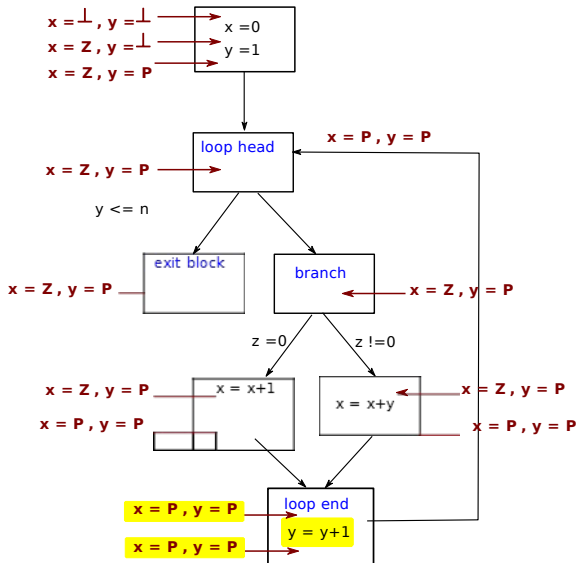 x = ⊥ , y = ⊥
x = 0
x = Z , y = ⊥
y = 1
x = Z , y = P
x = P , y = P
loop head
x = Z , y = P
y <= n
exit block
branch
x = Z , y = P
x = Z , y = P
z =0
z !=0
x = Z , y = P
x = x+1
x = Z , y = P
x = x+y
x = P , y = P
x = P , y = P
loop end
x = P , y = P
y = y+1
x = P , y = P